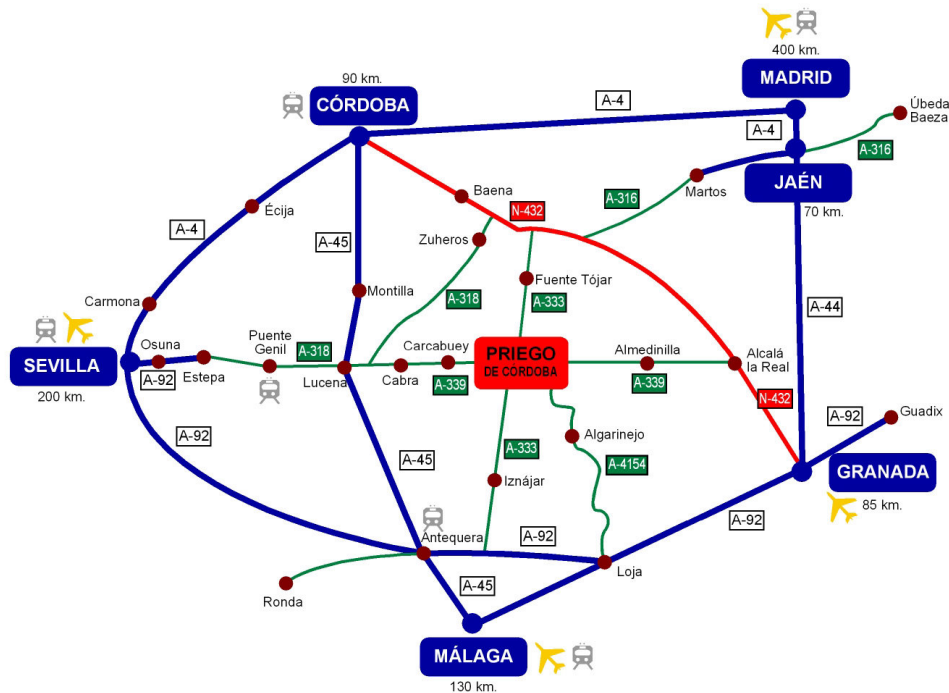 400 km.
MADRID
90 km.
CÓRDOBA
A-4
A-4
Úbeda
Baeza
A-316
JAÉN
70 km.
Martos
A-316
Baena
N-432
Écija
A-4
A-45
Zuheros
Fuente Tójar
A-318
A-333
Montilla
Carmona
A-44
SEVILLA
200 km.
Osuna
A-92
Estepa
Puente
Genil
A-318
Lucena
Cabra
Carcabuey
A-339
PRIEGO
DE CÓRDOBA
Almedinilla
A-339
Alcalá
la Real
N-432
A-92
Guadix
GRANADA
85 km.
A-92
A-45
A-333
Algarinejo
A-4154
Iznájar
A-92
Antequera
A-92
Loja
Ronda
A-45
MÁLAGA
130 km.